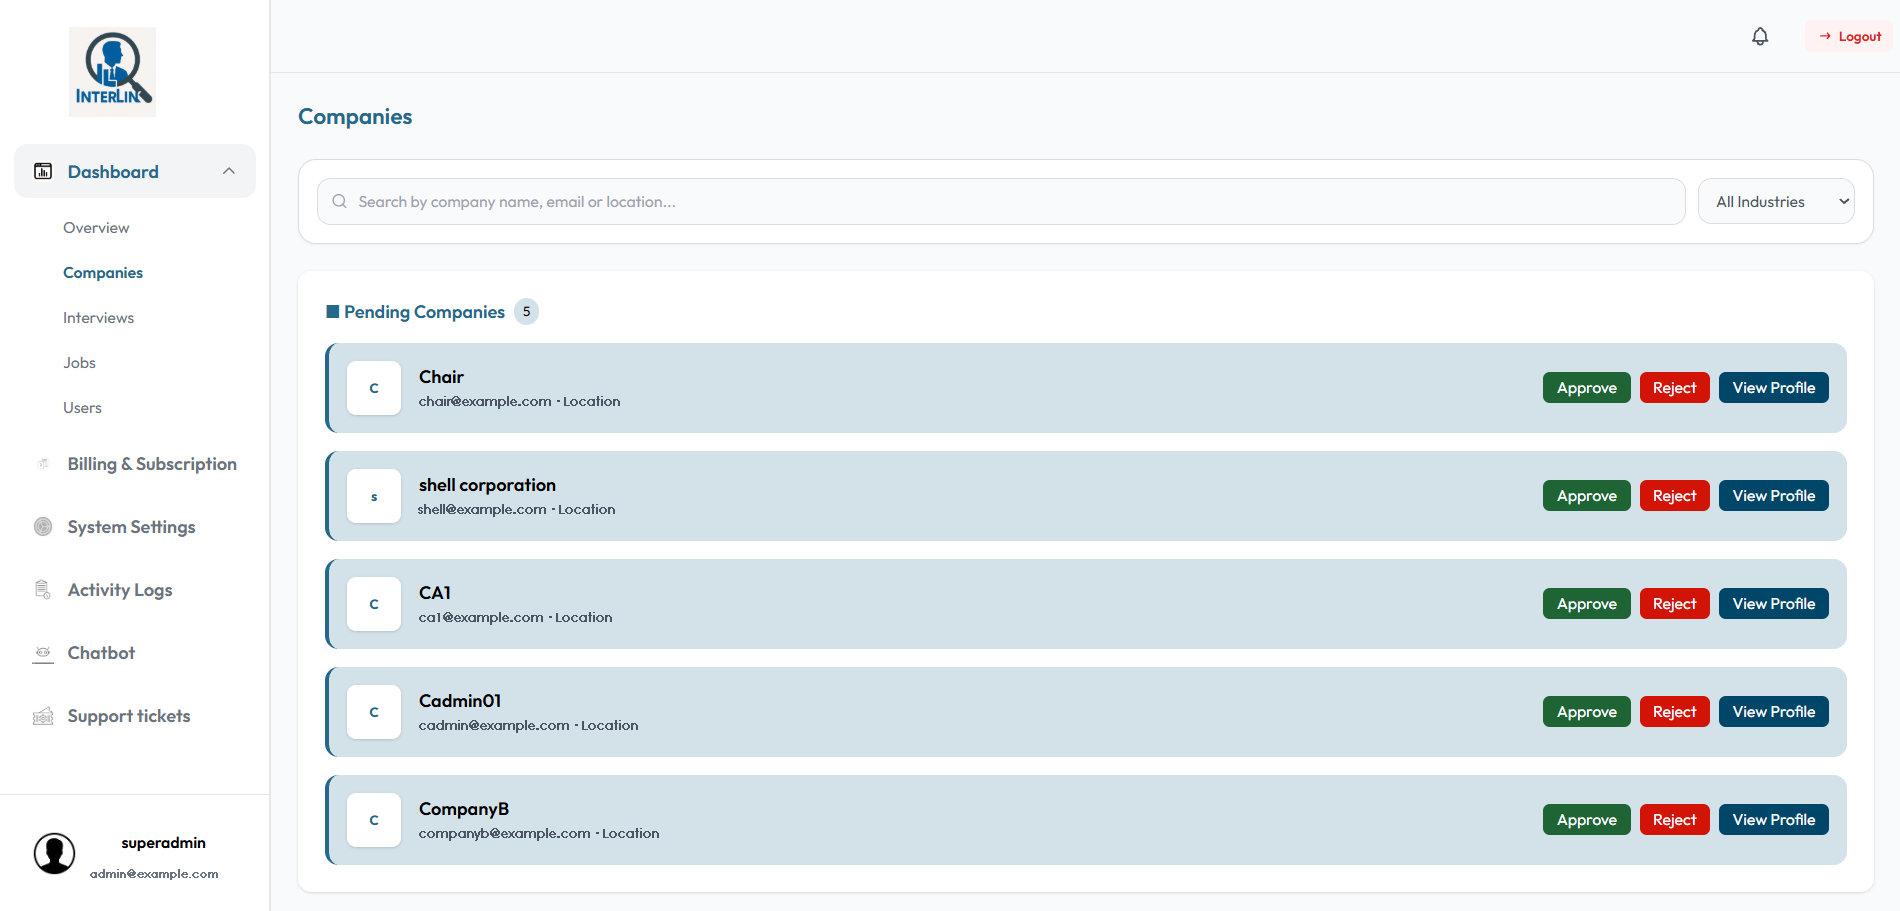 INTERLINK
Dashboard
Overview
Companies
Interviews
Jobs
Users
Billing & Subscription
System Settings
Activity Logs
Chatbot
Support tickets
superadmin
admin@example.com
→ Logout
Companies
Search by company name, email or location...
All Industries
Pending Companies 5
C
Chair
chair@example.com · Location
Approve Reject View Profile
s
shell corporation
shell@example.com · Location
Approve Reject View Profile
C
CA1
ca1@example.com · Location
Approve Reject View Profile
C
Cadmin01
cadmin@example.com · Location
Approve Reject View Profile
C
CompanyB
companyb@example.com · Location
Approve Reject View Profile